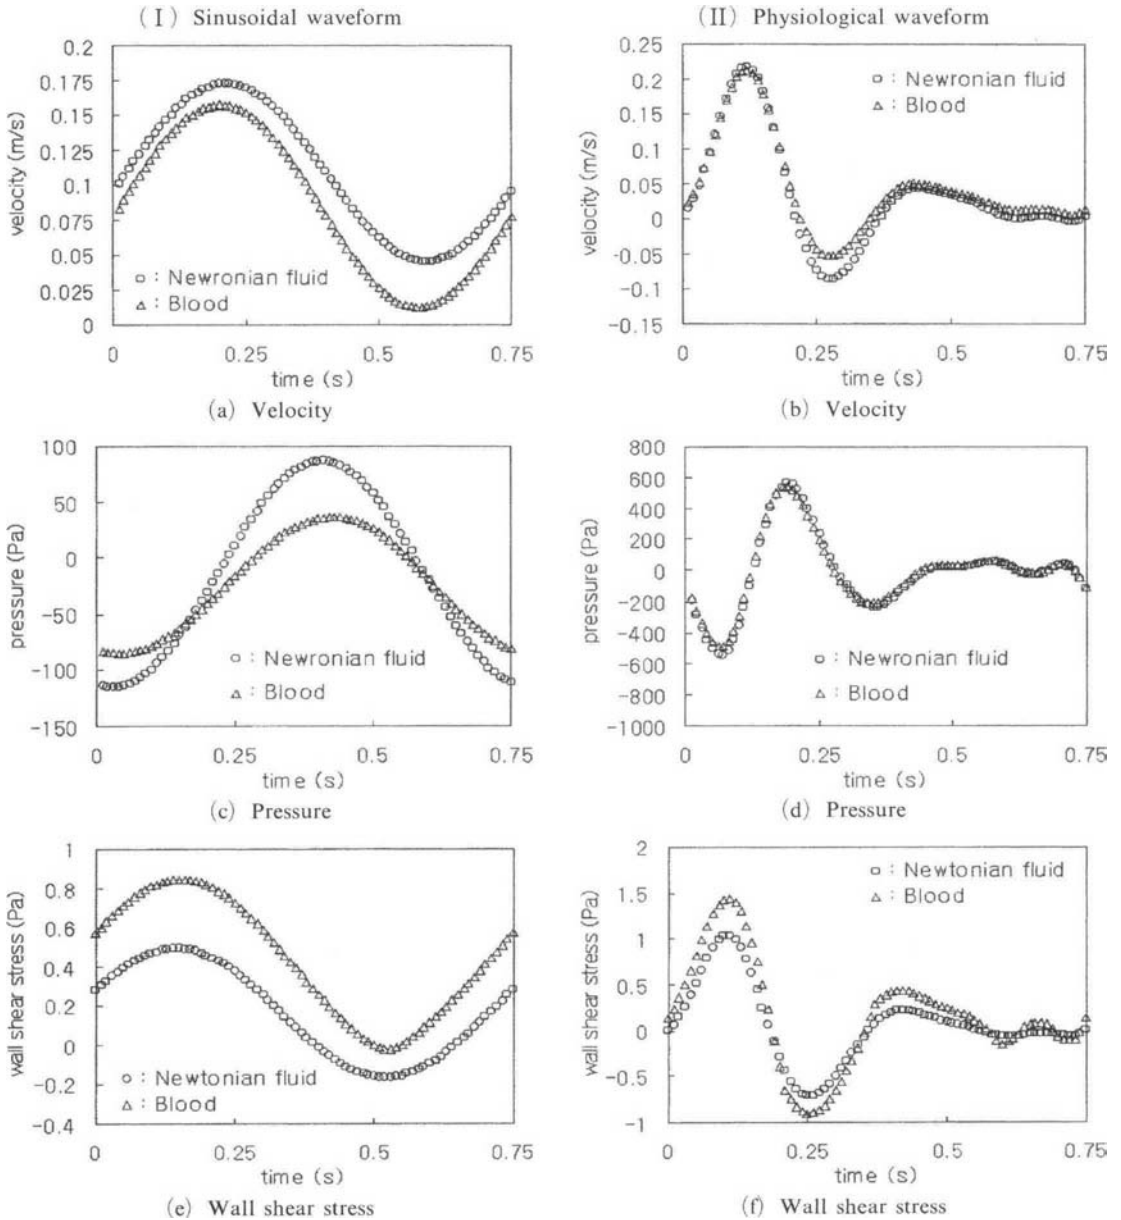 (I) Sinusoidal waveform
0.2
0.175
0.15
0.125
0.1
0.075
0.05
0.025
0
velocity (m/s)
○ : Newronian fluid
△ : Blood
0 0.25 0.5 0.75
time (s)
(a) Velocity
(II) Physiological waveform
0.25
0.2
0.15
0.1
0.05
0
-0.05
-0.1
-0.15
velocity (m/s)
○ : Newronian fluid
△ : Blood
0 0.25 0.5 0.75
time (s)
(b) Velocity
100
50
0
-50
-100
-150
pressure (Pa)
○ : Newronian fluid
△ : Blood
0 0.25 0.5 0.75
time (s)
(c) Pressure
800
600
400
200
0
-200
-400
-600
-800
-1000
pressure (Pa)
○ : Newronian fluid
△ : Blood
0 0.25 0.5 0.75
time (s)
(d) Pressure
1
0.8
0.6
0.4
0.2
0
-0.2
-0.4
wall shear stress (Pa)
○ : Newtonian fluid
△ : Blood
0 0.25 0.5 0.75
time (s)
(e) Wall shear stress
2
1.5
1
0.5
0
-0.5
-1
wall shear stress (Pa)
○ : Newtonian fluid
△ : Blood
0 0.25 0.5 0.75
time (s)
(f) Wall shear stress